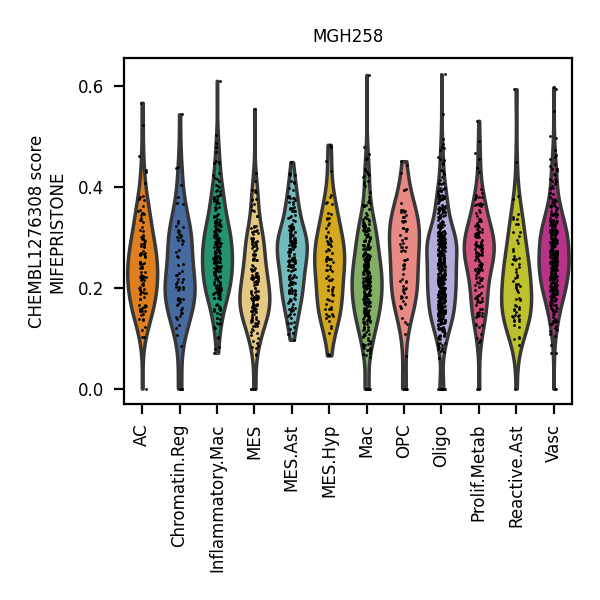 MGH258
CHEMBL1276308 score
MIFEPRISTONE
0.6
0.4
0.2
0.0
AC
Chromatin.Reg
Inflammatory.Mac
MES
MES.Ast
MES.Hyp
Mac
OPC
Oligo
Prolif.Metab
Reactive.Ast
Vasc